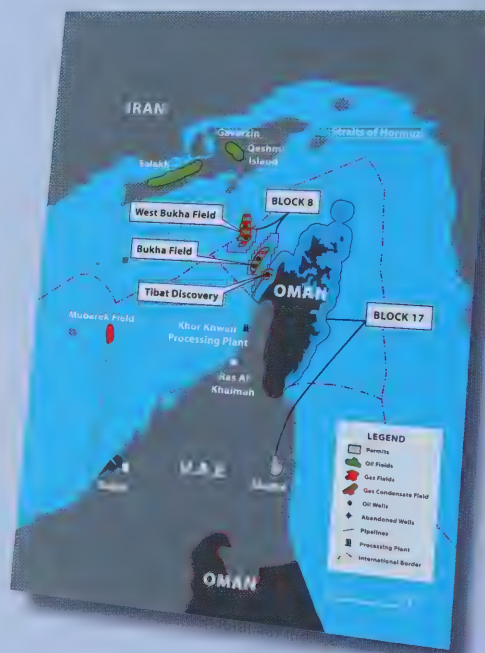 IRAN
Gavarzin
Qeshm
Island
Straits of Hormuz
Salakh
BLOCK 8
West Bukha Field
Bukha Field
Tibat Discovery
OMAN
BLOCK 17
Mubarek Field
Khor Khwair
Processing Plant
Ras Al
Khaimah
U.A.E
OMAN
LEGEND
Permits
Oil Fields
Gas Fields
Gas Condensate Field
Oil Wells
Abandoned Wells
Pipelines
Processing Plant
International Border